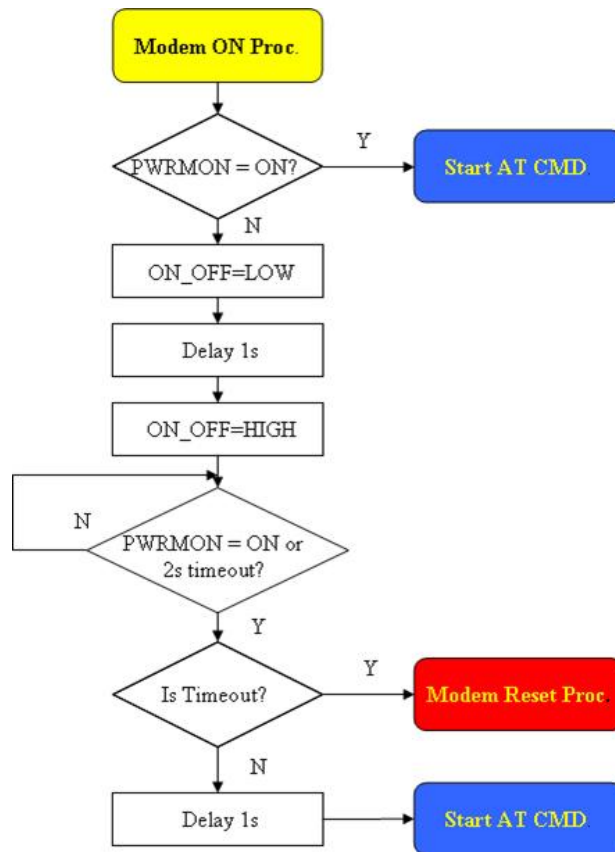 Modem ON Proc.
PWRMON = ON?
Y
Start AT CMD.
N
ON_OFF=LOW
Delay 1s
ON_OFF=HIGH
N
PWRMON = ON or
2s timeout?
Y
Is Timeout?
Y
Modem Reset Proc.
N
Delay 1s
Start AT CMD.